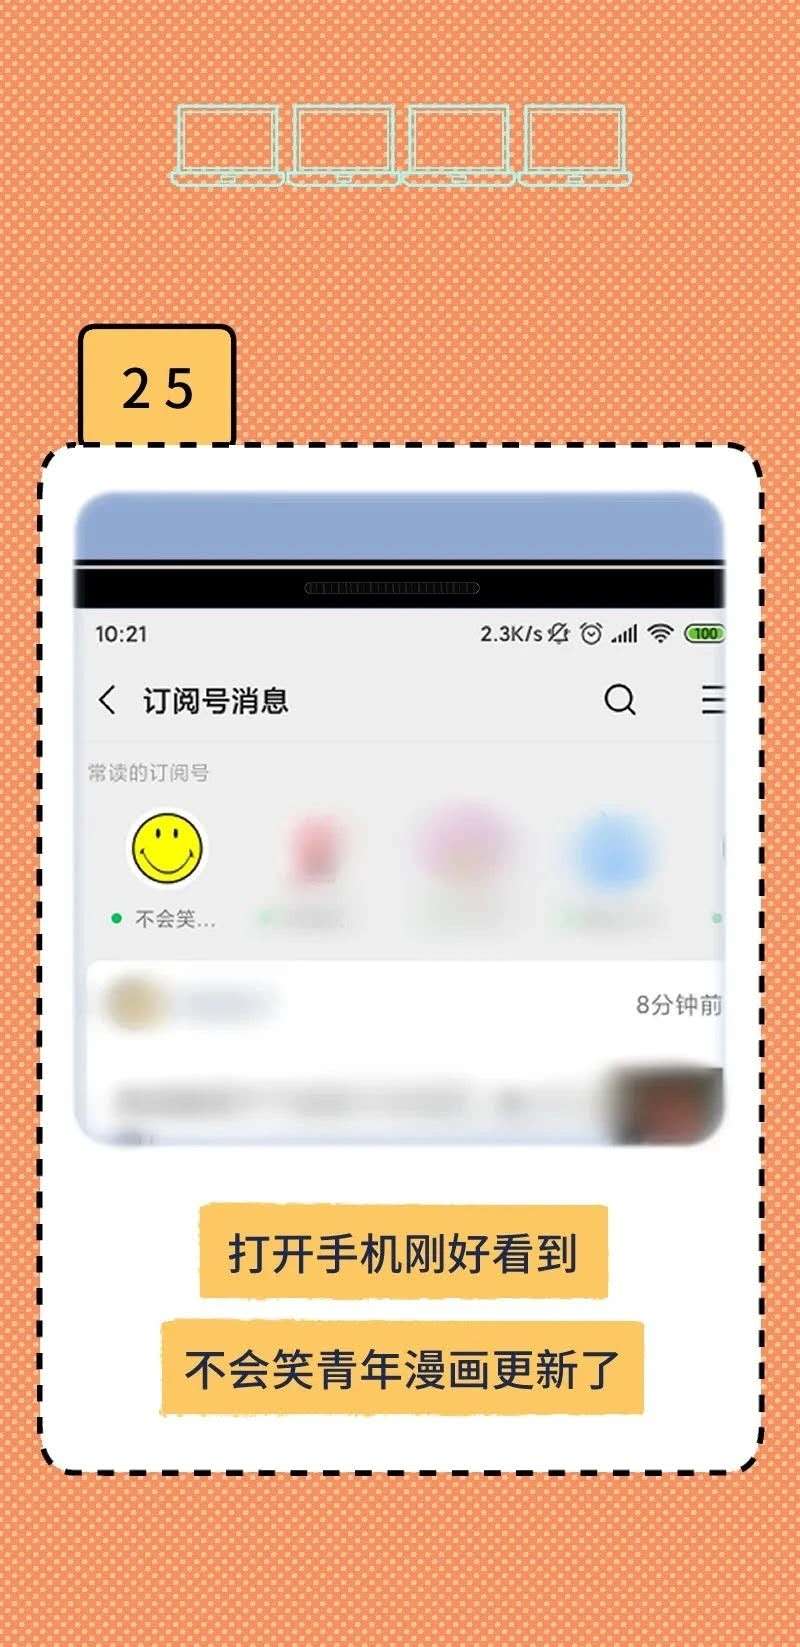 25
10:21
2.3K/s
100
订阅号消息
常读的订阅号
不会笑...
8分钟前
打开手机刚好看到
不会笑青年漫画更新了